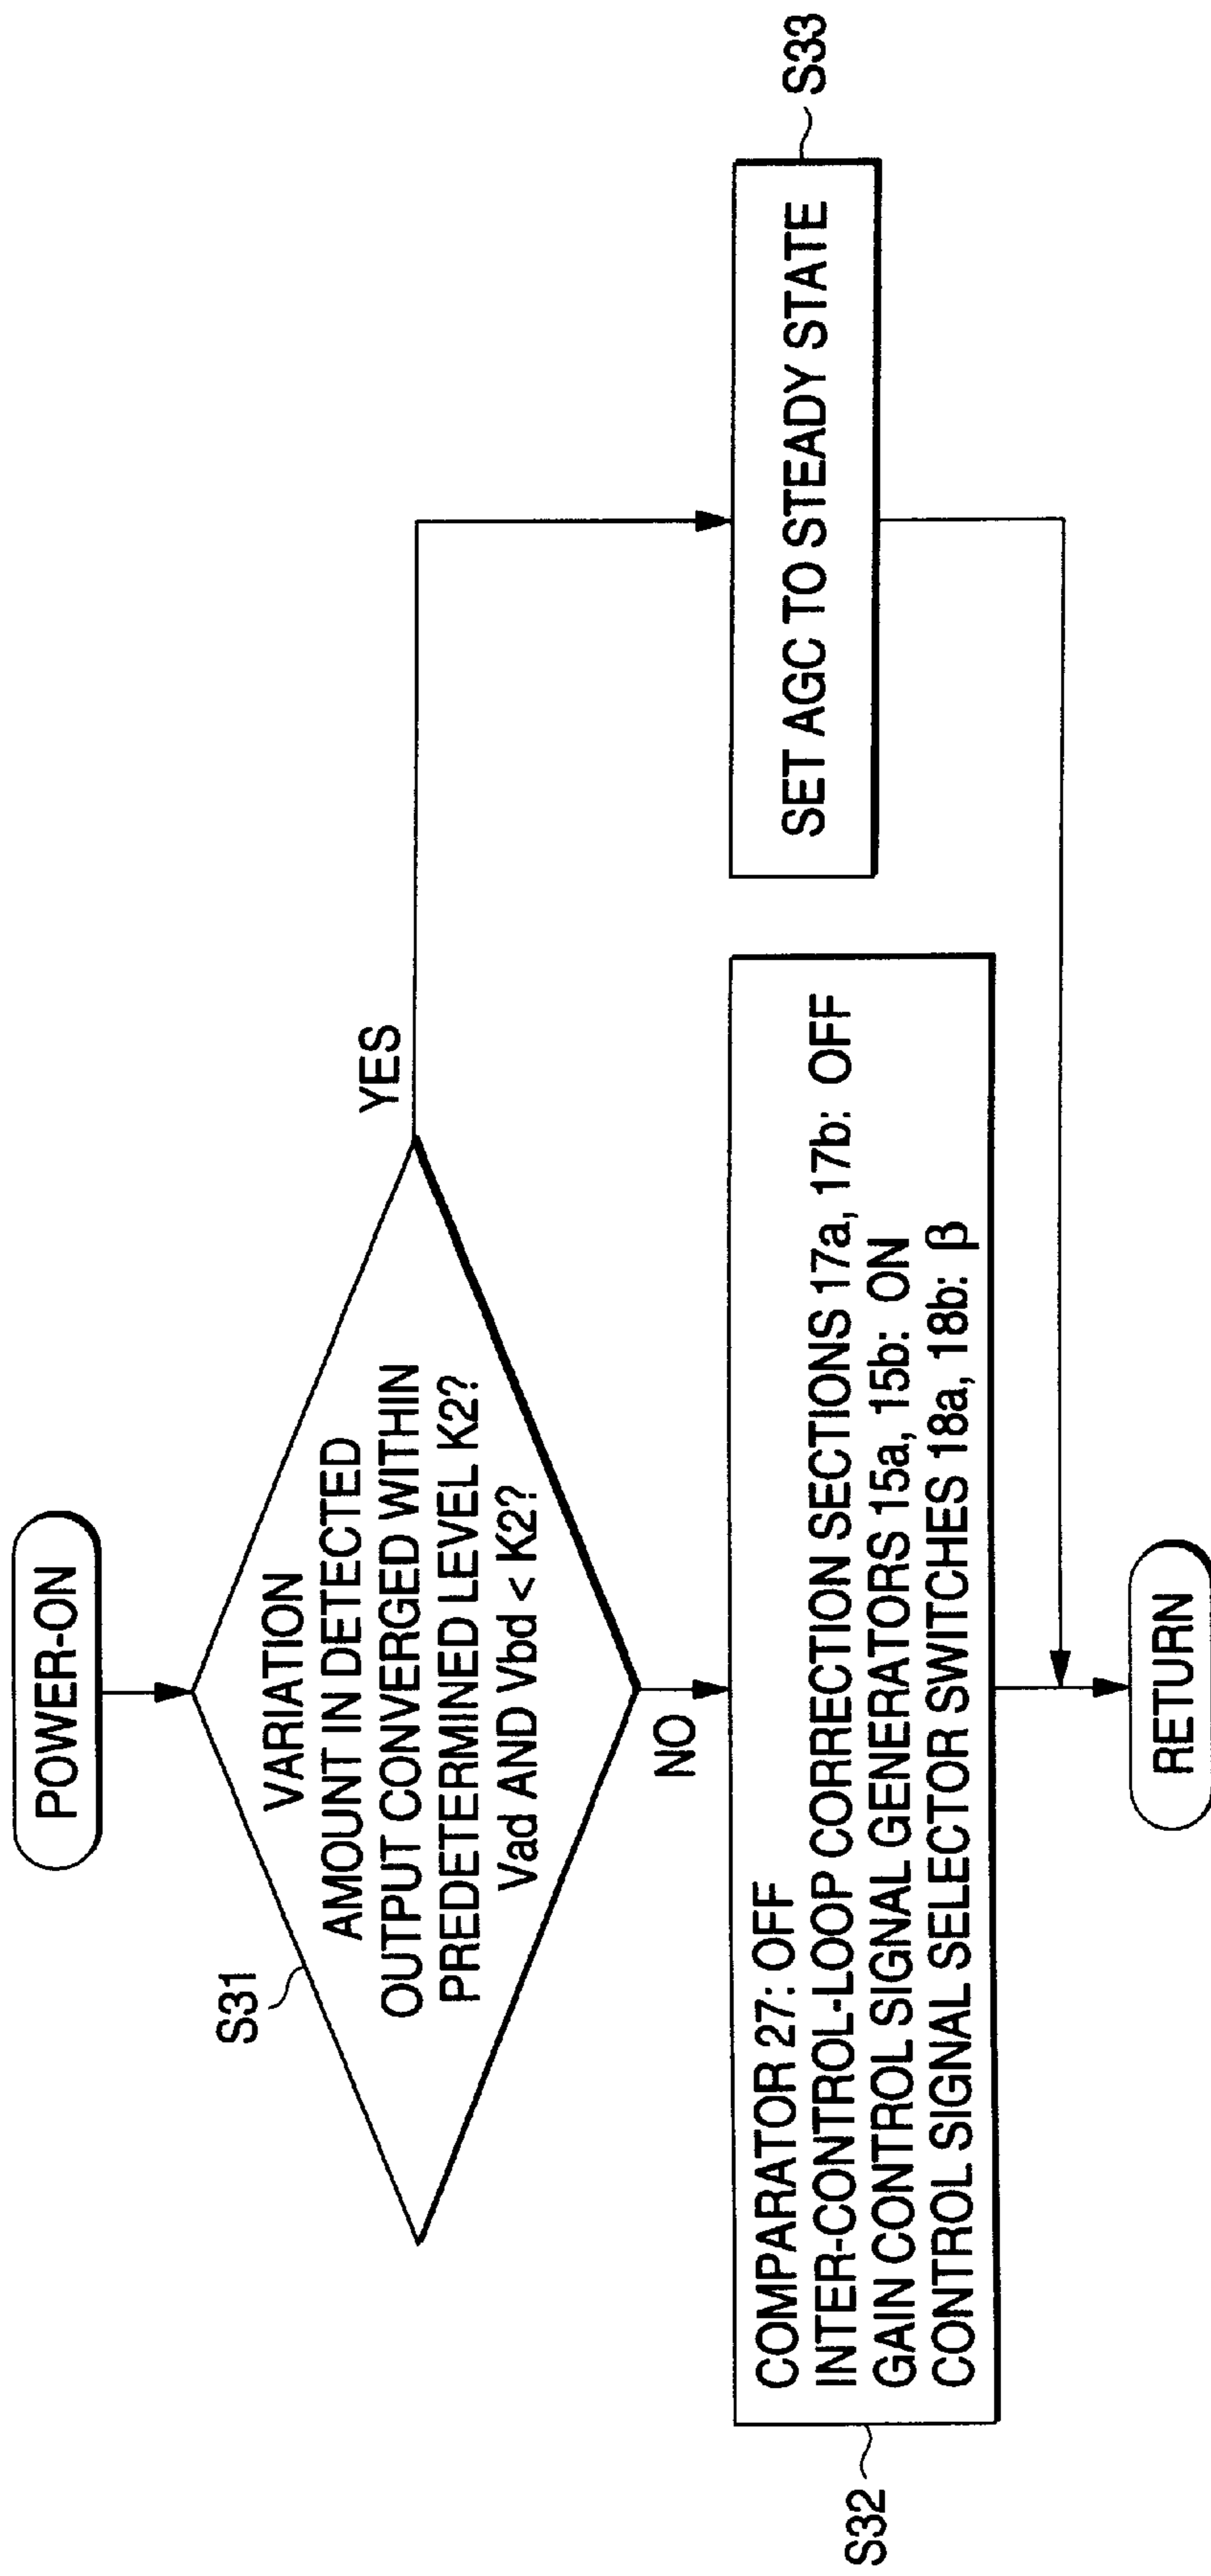 POWER-ON
S31
VARIATION
AMOUNT IN DETECTED
OUTPUT CONVERGED WITHIN
PREDETERMINED LEVEL K2?
Vad AND Vbd < K2?
YES
NO
S32
COMPARATOR 27: OFF
INTER-CONTROL-LOOP CORRECTION SECTIONS 17a, 17b: OFF
GAIN CONTROL SIGNAL GENERATORS 15a, 15b: ON
CONTROL SIGNAL SELECTOR SWITCHES 18a, 18b: β
SET AGC TO STEADY STATE
S33
RETURN